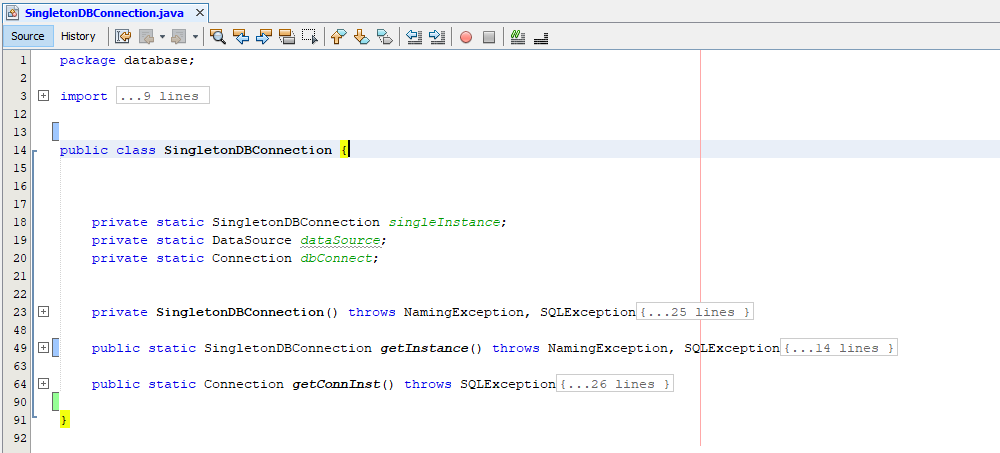 SingletonDBConnection.java
Source History
1 package database;
2
3 import ...9 lines
12
13
14 public class SingletonDBConnection {
15
16
17
18 private static SingletonDBConnection singleInstance;
19 private static DataSource dataSource;
20 private static Connection dbConnect;
21
22
23 private SingletonDBConnection() throws NamingException, SQLException{...25 lines }
48
49 public static SingletonDBConnection getInstance() throws NamingException, SQLException{...14 lines }
63
64 public static Connection getConnInst() throws SQLException{...26 lines }
90
91 }
92